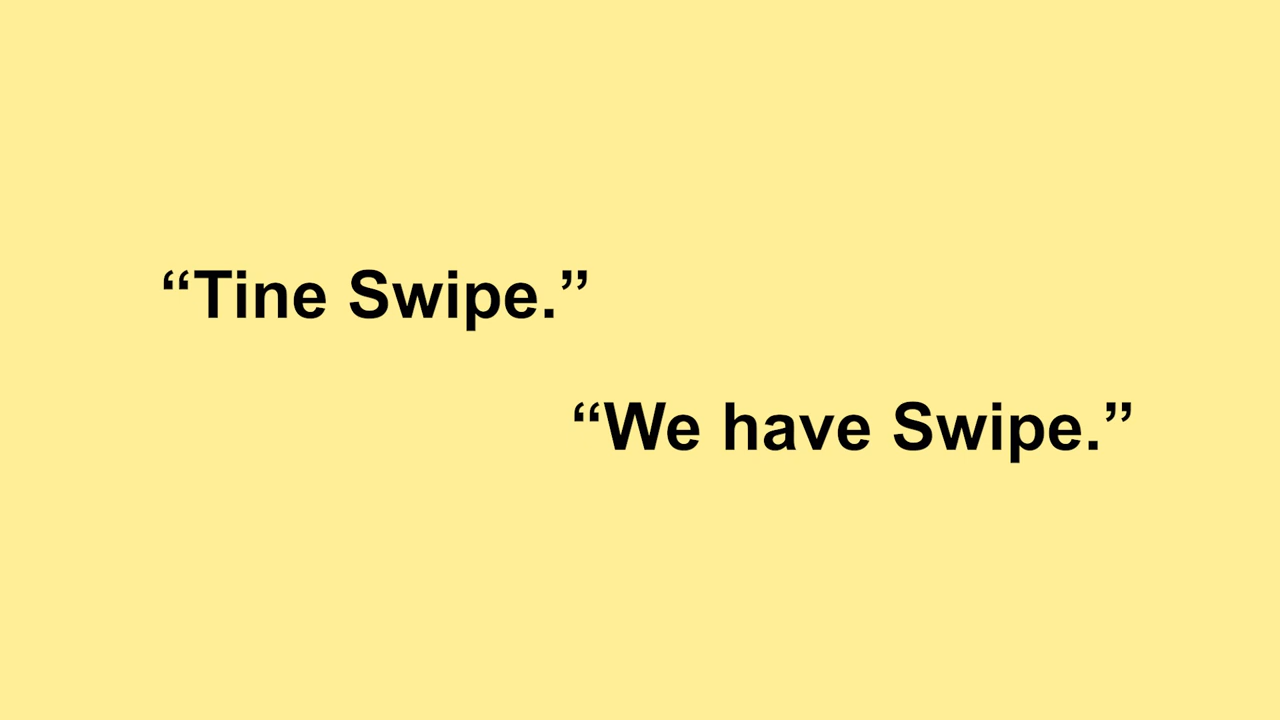 “Tine Swipe.”
“We have Swipe.”